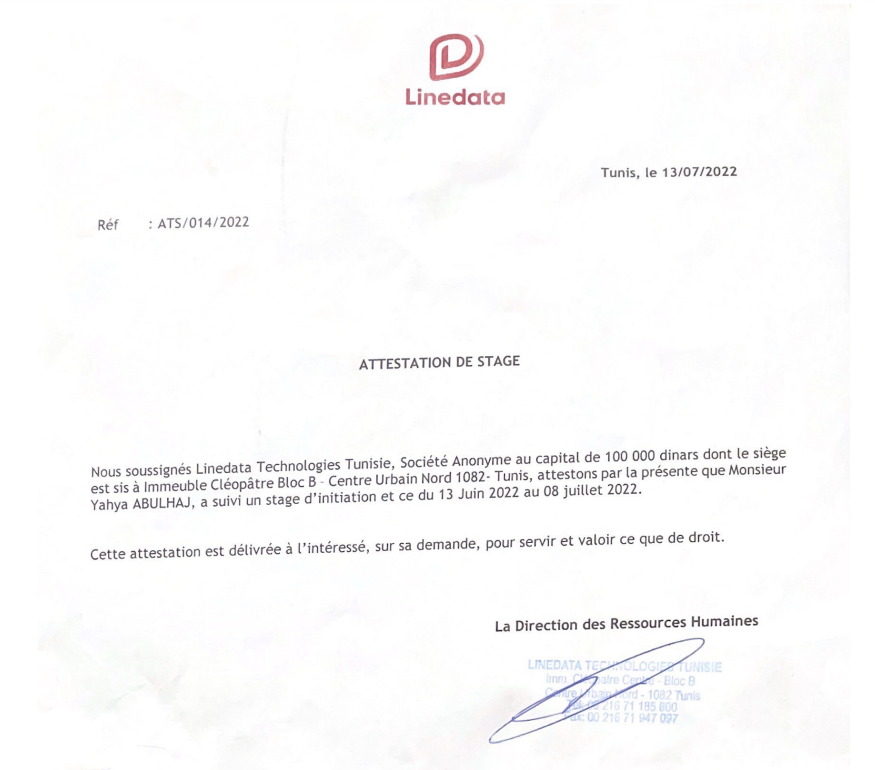 Linedata
Tunis, le 13/07/2022
Réf : ATS/014/2022
ATTESTATION DE STAGE
Nous soussignés Linedata Technologies Tunisie, Société Anonyme au capital de 100 000 dinars dont le siège
est sis à Immeuble Cléopâtre Bloc B - Centre Urbain Nord 1082- Tunis, attestons par la présente que Monsieur
Yahya ABULHAJ, a suivi un stage d’initiation et ce du 13 Juin 2022 au 08 juillet 2022.
Cette attestation est délivrée à l’intéressé, sur sa demande, pour servir et valoir ce que de droit.
La Direction des Ressources Humaines
LINEDATA TECHNOLOGIES TUNISIE
Imm. Centre - Bloc B
Centre Urbain Nord - 1082 Tunis
00 216 71 185 800
Fax: 00 216 71 947 097